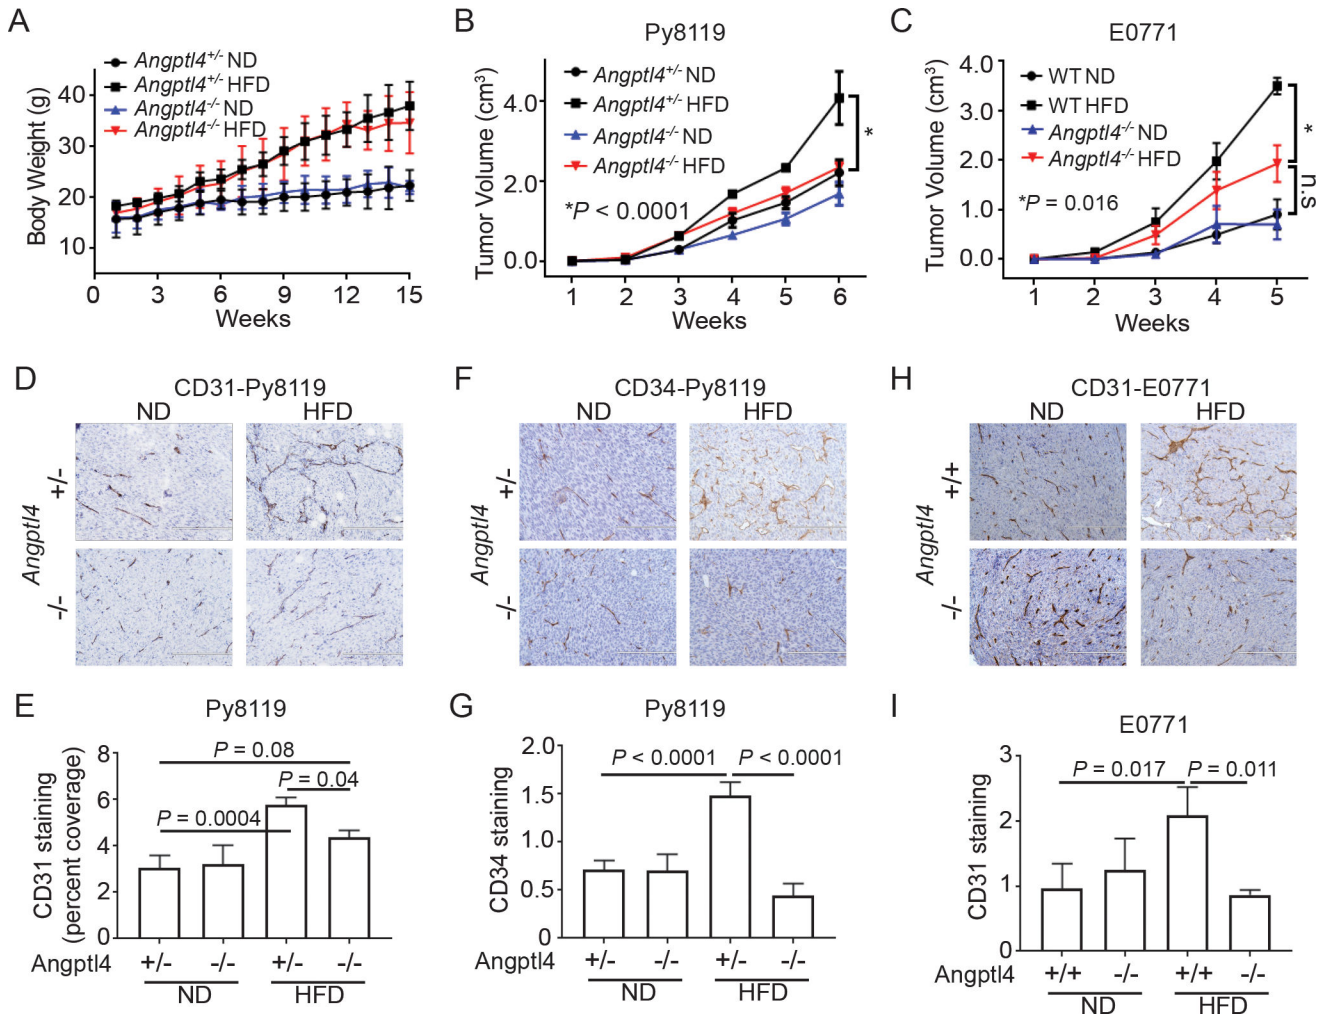 A
Angptl4+/- ND
Angptl4+/- HFD
Angptl4-/- ND
Angptl4-/- HFD
Body Weight (g)
40
30
20
10
0 3 6 9 12 15
Weeks
B
Py8119
Angptl4+/- ND
Angptl4+/- HFD
Angptl4-/- ND
Angptl4-/- HFD
*P < 0.0001
*
Tumor Volume (cm³)
4.0
2.0
0.0
1 2 3 4 5 6
Weeks
C
E0771
WT ND
WT HFD
Angptl4-/- ND
Angptl4-/- HFD
*P = 0.016
*
n.s
Tumor Volume (cm³)
4.0
3.0
2.0
1.0
0.0
1 2 3 4 5
Weeks
D
CD31-Py8119
ND HFD
Angptl4
+/-
-/-
F
CD34-Py8119
ND HFD
Angptl4
+/-
-/-
H
CD31-E0771
ND HFD
Angptl4
+/+
-/-
E
Py8119
CD31 staining
(percent coverage)
8
6
4
2
0
P = 0.08
P = 0.04
P = 0.0004
Angptl4 +/- -/- +/- -/-
ND HFD
G
Py8119
CD34 staining
2.0
1.5
1.0
0.5
0
P < 0.0001 P < 0.0001
Angptl4 +/- -/- +/- -/-
ND HFD
I
E0771
CD31 staining
3
2
1
0
P = 0.017 P = 0.011
Angptl4 +/+ -/- +/+ -/-
ND HFD